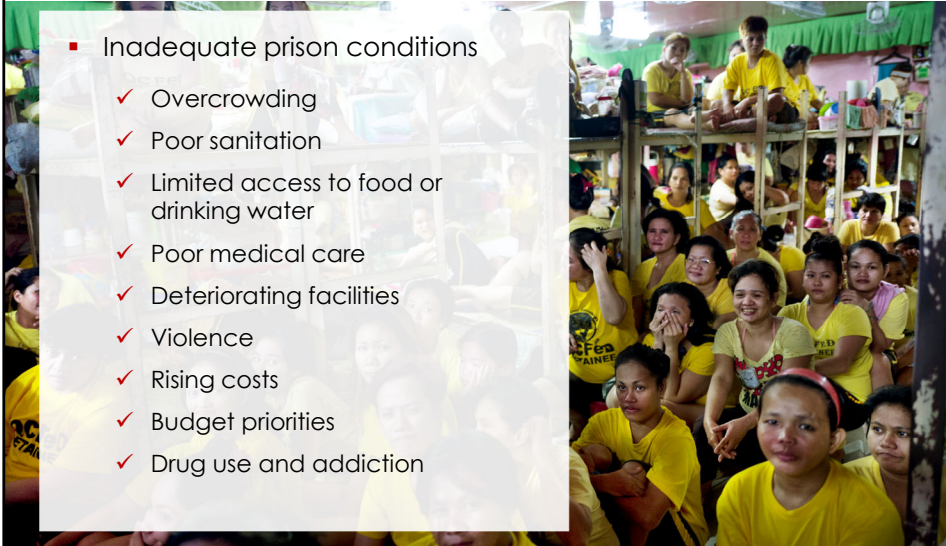 Inadequate prison conditions
Overcrowding
Poor sanitation
Limited access to food or
drinking water
Poor medical care
Deteriorating facilities
Violence
Rising costs
Budget priorities
Drug use and addiction